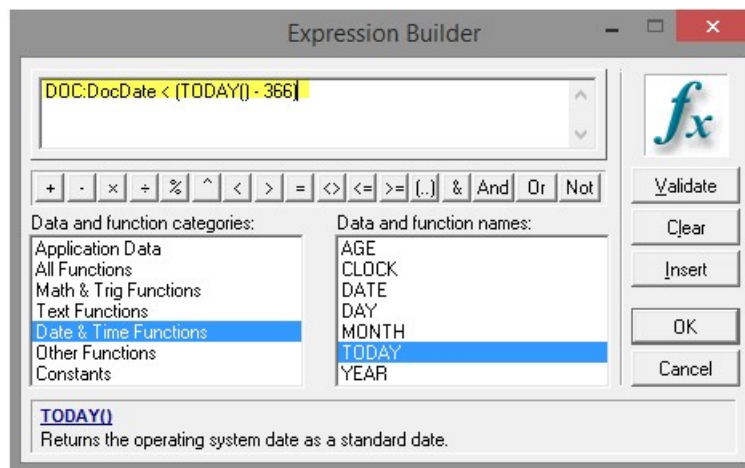 Expression Builder
DOC:DocDate < (TODAY() - 366)
fx
+ - × ÷ % ^ < > = <> <= >= (..) & And Or Not
Validate
Clear
Insert
OK
Cancel
Data and function categories:
Application Data
All Functions
Math & Trig Functions
Text Functions
Date & Time Functions
Other Functions
Constants
Data and function names:
AGE
CLOCK
DATE
DAY
MONTH
TODAY
YEAR
TODAY()
Returns the operating system date as a standard date.